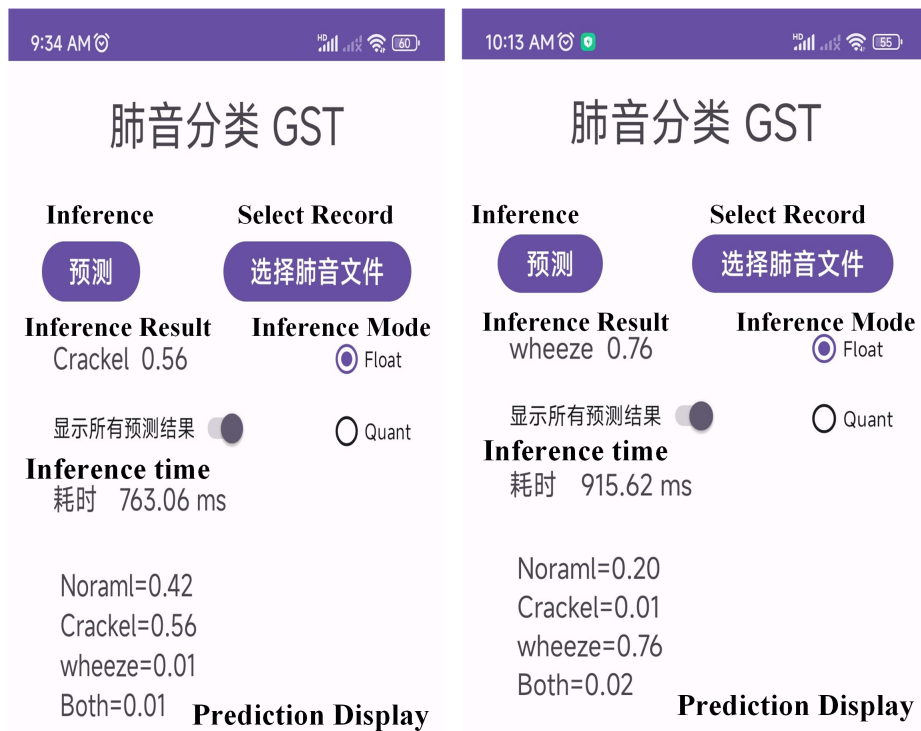 9:34 AM
HD
60
肺音分类 GST
Inference
Select Record
预测
选择肺音文件
Inference Result
Inference Mode
Crackel 0.56
Float
显示所有预测结果
Quant
Inference time
耗时 763.06 ms
Noraml=0.42
Crackel=0.56
wheeze=0.01
Both=0.01
Prediction Display
10:13 AM
HD
55
肺音分类 GST
Inference
Select Record
预测
选择肺音文件
Inference Result
Inference Mode
wheeze 0.76
Float
显示所有预测结果
Quant
Inference time
耗时 915.62 ms
Noraml=0.20
Crackel=0.01
wheeze=0.76
Both=0.02
Prediction Display